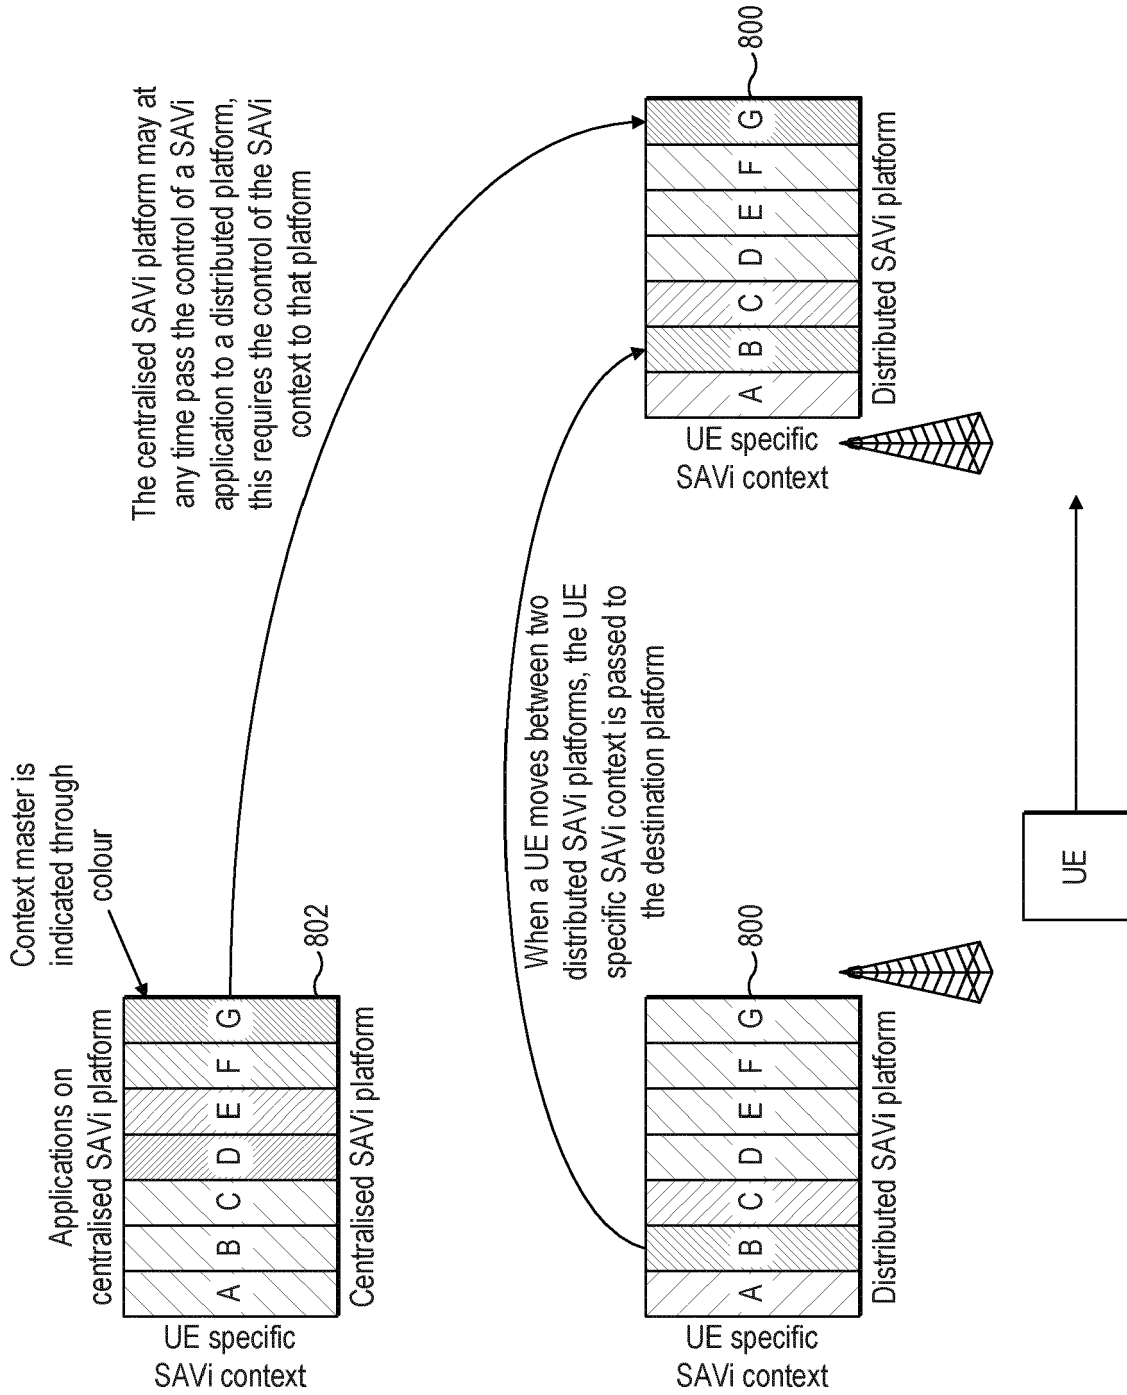 Context master is
indicated through
colour
Applications on
centralised SAVi platform
UE specific
SAVi context
A
B
C
D
E
F
G
802
Centralised SAVi platform
The centralised SAVi platform may at
any time pass the control of a SAVi
application to a distributed platform,
this requires the control of the SAVi
context to that platform
When a UE moves between two
distributed SAVi platforms, the UE
specific SAVi context is passed to
the destination platform
UE specific
SAVi context
A
B
C
D
E
F
G
800
Distributed SAVi platform
UE specific
SAVi context
A
B
C
D
E
F
G
800
Distributed SAVi platform
UE